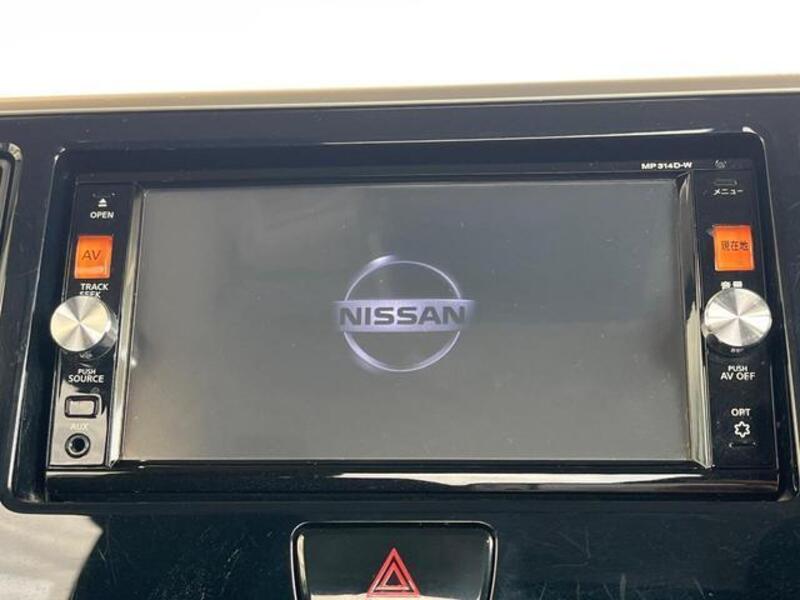 MP314D-W
OPEN
メニュー
AV
現在地
TRACK
SEEK
音量
NISSAN
PUSH
SOURCE
PUSH
AV OFF
AUX
OPT